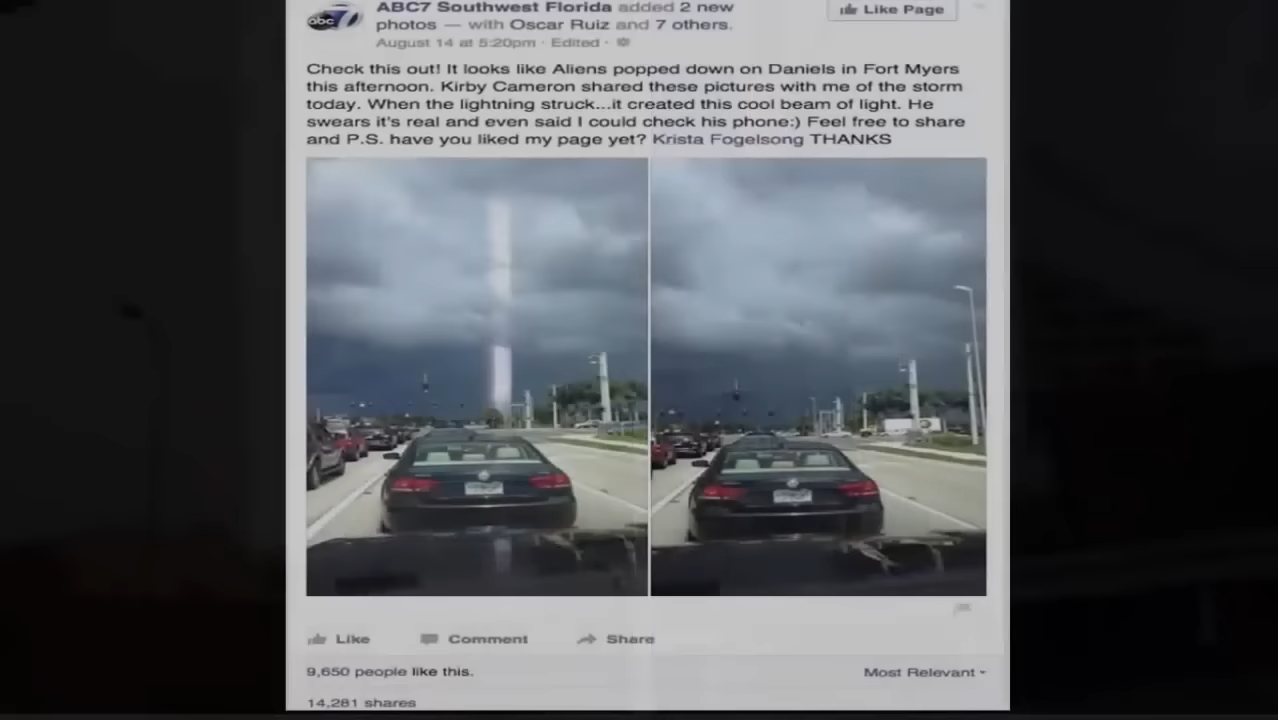 abc 7
ABC7 Southwest Florida added 2 new
photos — with Oscar Ruiz and 7 others.
August 14 at 5:20pm · Edited ·
Like Page
Check this out! It looks like Aliens popped down on Daniels in Fort Myers
this afternoon. Kirby Cameron shared these pictures with me of the storm
today. When the lightning struck...it created this cool beam of light. He
swears it's real and even said I could check his phone:) Feel free to share
and P.S. have you liked my page yet? Krista Fogelsong THANKS
Like Comment Share
9,650 people like this.
Most Relevant
14,281 shares